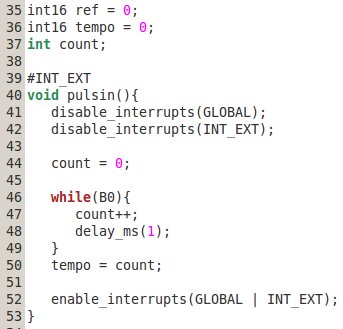 35 int16 ref = 0;
36 int16 tempo = 0;
37 int count;
38
39 #INT_EXT
40 void pulsin(){
41    disable_interrupts(GLOBAL);
42    disable_interrupts(INT_EXT);
43
44    count = 0;
45
46    while(B0){
47       count++;
48       delay_ms(1);
49    }
50    tempo = count;
51
52    enable_interrupts(GLOBAL | INT_EXT);
53 }